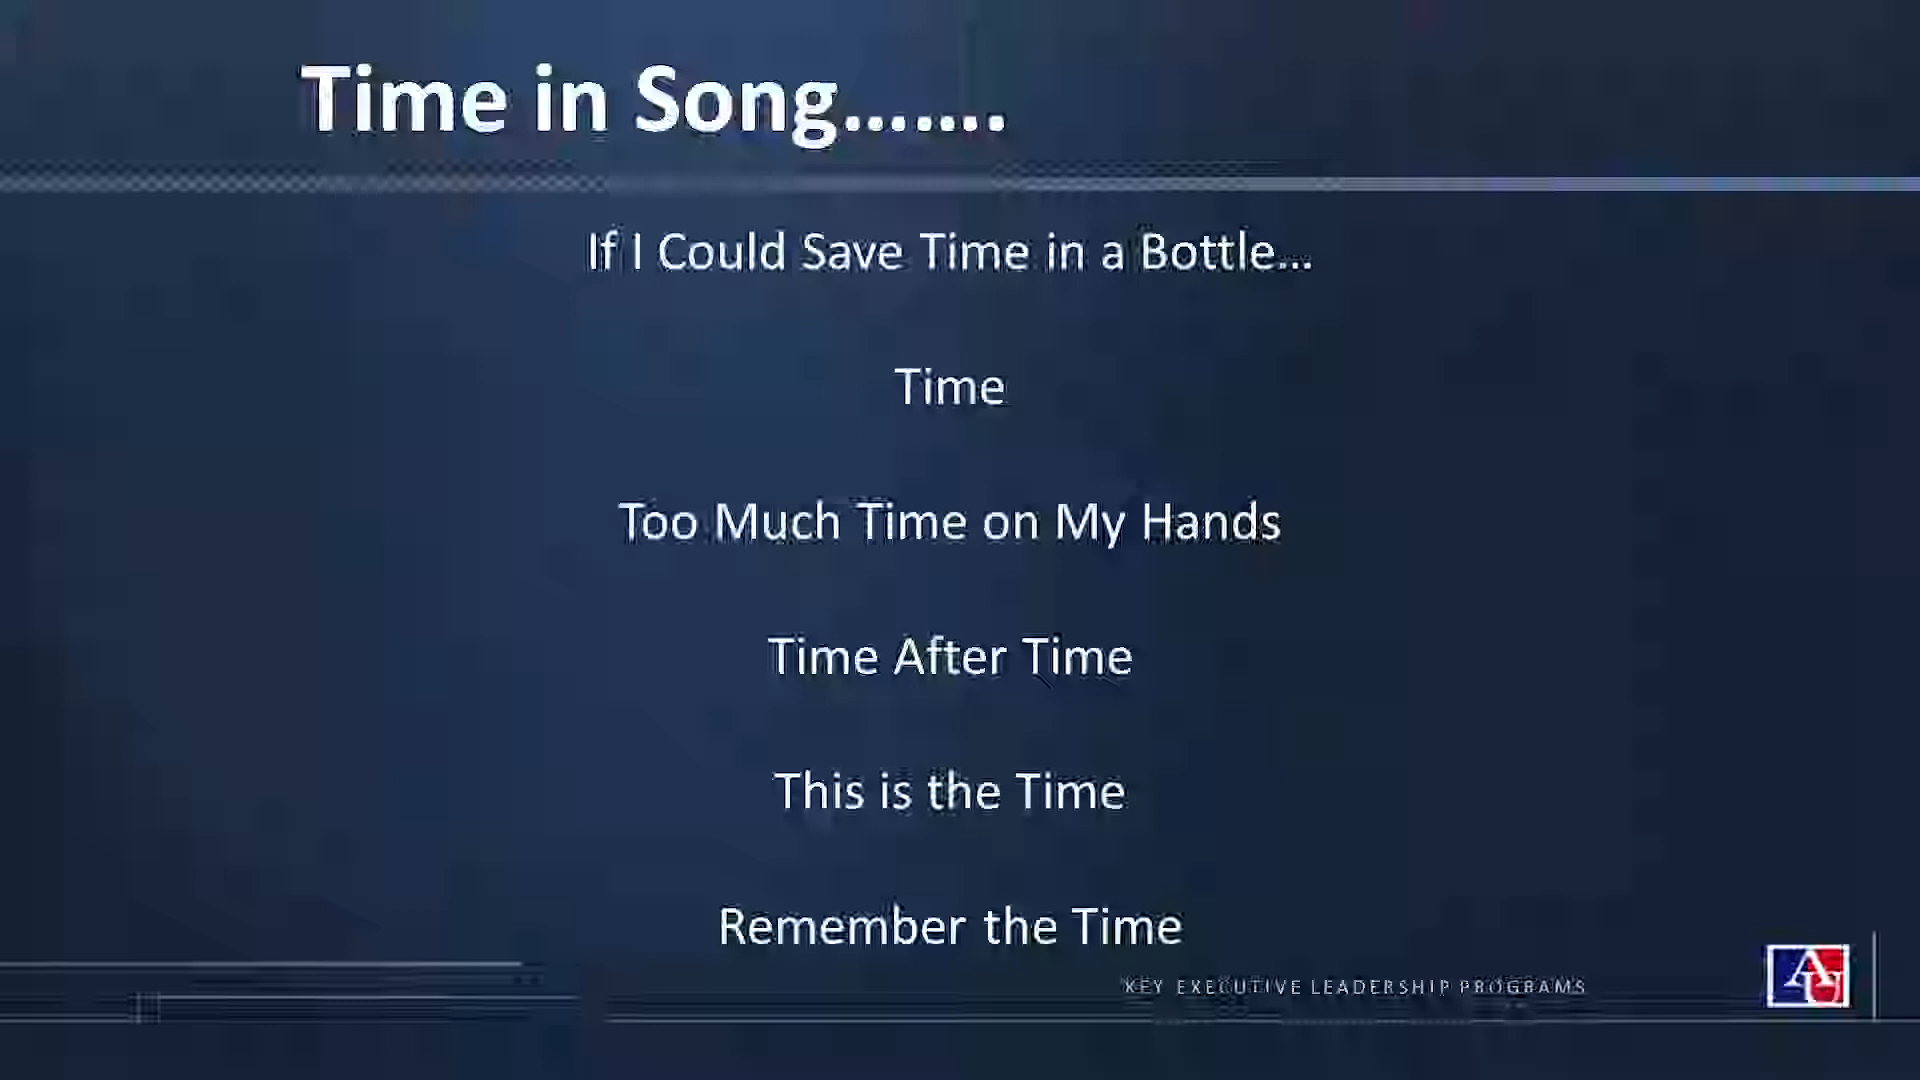 Time in Song.......
If I Could Save Time in a Bottle...
Time
Too Much Time on My Hands
Time After Time
This is the Time
Remember the Time
KEY EXECUTIVE LEADERSHIP PROGRAMS
AU